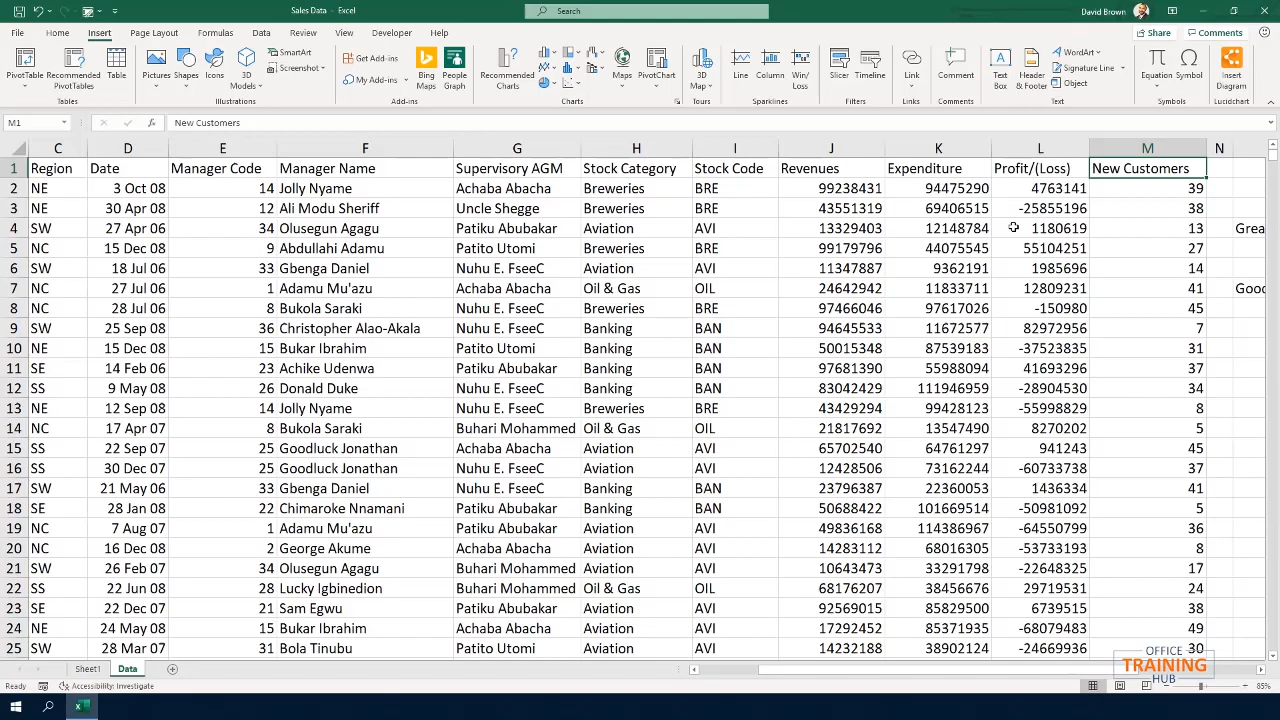 Sales Data - Excel
Search
David Brown
File Home Insert Page Layout Formulas Data Review View Developer Help
Share Comments
PivotTable Recommended PivotTables Table
Tables
Pictures Shapes Icons 3D Models SmartArt Screenshot
Illustrations
Get Add-ins My Add-ins Bing Maps People Graph
Add-ins
Recommended Charts Maps PivotChart
Charts
3D Map
Tours
Line Column Win/Loss
Sparklines
Slicer Timeline
Filters
Link
Links
Comment
Comments
Text Box Header & Footer WordArt Signature Line Object
Text
Equation Symbol
Symbols
Insert Diagram
Lucidchart
M1 fx New Customers
C D E F G H I J K L M N
1 Region Date Manager Code Manager Name Supervisory AGM Stock Category Stock Code Revenues Expenditure Profit/(Loss) New Customers
2 NE 3 Oct 08 14 Jolly Nyame Achaba Abacha Breweries BRE 99238431 94475290 4763141 39
3 NE 30 Apr 08 12 Ali Modu Sheriff Uncle Shegge Breweries BRE 43551319 69406515 -25855196 38
4 SW 27 Apr 06 34 Olusegun Agagu Patiku Abubakar Aviation AVI 13329403 12148784 1180619 13 Grea
5 NC 15 Dec 08 9 Abdullahi Adamu Patito Utomi Breweries BRE 99179796 44075545 55104251 27
6 SW 18 Jul 06 33 Gbenga Daniel Nuhu E. FseeC Aviation AVI 11347887 9362191 1985696 14
7 NC 27 Jul 06 1 Adamu Mu'azu Achaba Abacha Oil & Gas OIL 24642942 11833711 12809231 41 Good
8 NC 28 Jul 06 8 Bukola Saraki Nuhu E. FseeC Breweries BRE 97466046 97617026 -150980 45
9 SW 25 Sep 08 36 Christopher Alao-Akala Nuhu E. FseeC Banking BAN 94645533 11672577 82972956 7
10 NE 15 Dec 08 15 Bukar Ibrahim Patito Utomi Banking BAN 50015348 87539183 -37523835 31
11 SE 14 Feb 06 23 Achike Udenwa Patiku Abubakar Banking BAN 97681390 55988094 41693296 37
12 SS 9 May 08 26 Donald Duke Nuhu E. FseeC Banking BAN 83042429 111946959 -28904530 34
13 NE 12 Sep 08 14 Jolly Nyame Nuhu E. FseeC Breweries BRE 43429294 99428123 -55998829 8
14 NC 17 Apr 07 8 Bukola Saraki Buhari Mohammed Oil & Gas OIL 21817692 13547490 8270202 5
15 SS 22 Sep 07 25 Goodluck Jonathan Achaba Abacha Aviation AVI 65702540 64761297 941243 45
16 SS 30 Dec 07 25 Goodluck Jonathan Nuhu E. FseeC Aviation AVI 12428506 73162244 -60733738 37
17 SW 21 May 06 33 Gbenga Daniel Nuhu E. FseeC Banking BAN 23796387 22360053 1436334 41
18 SE 28 Jan 08 22 Chimaroke Nnamani Patiku Abubakar Banking BAN 50688422 101669514 -50981092 5
19 NC 7 Aug 07 1 Adamu Mu'azu Patiku Abubakar Aviation AVI 49836168 114386967 -64550799 36
20 NC 16 Dec 08 2 George Akume Achaba Abacha Aviation AVI 14283112 68016305 -53733193 8
21 SW 26 Feb 07 34 Olusegun Agagu Buhari Mohammed Aviation AVI 10643473 33291798 -22648325 17
22 SS 22 Jun 08 28 Lucky Igbinedion Buhari Mohammed Oil & Gas OIL 68176207 38456676 29719531 24
23 SE 22 Dec 07 21 Sam Egwu Patiku Abubakar Aviation AVI 92569015 85829500 6739515 38
24 NE 24 May 08 15 Bukar Ibrahim Achaba Abacha Aviation AVI 17292452 85371935 -68079483 49
25 SW 28 Mar 07 31 Bola Tinubu Patito Utomi Aviation AVI 14232188 38902124 -24669936 30
OFFICE
TRAINING
HUB
Sheet1 Data
Ready Accessibility: Investigate 85%